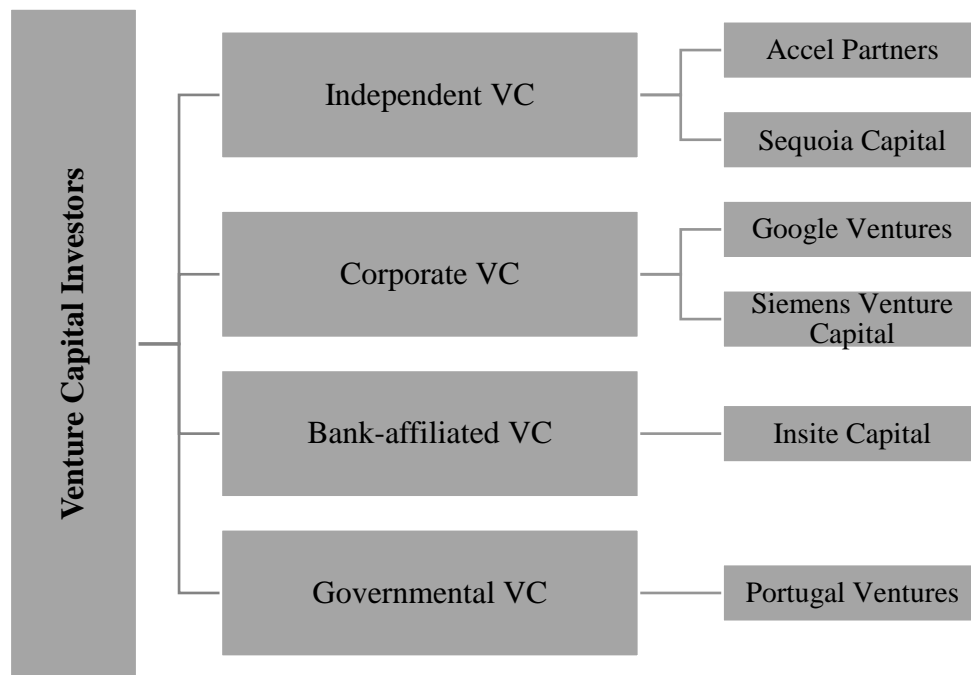 Venture Capital Investors
Independent VC
Accel Partners
Sequoia Capital
Corporate VC
Google Ventures
Siemens Venture
Capital
Bank-affiliated VC
Insite Capital
Governmental VC
Portugal Ventures